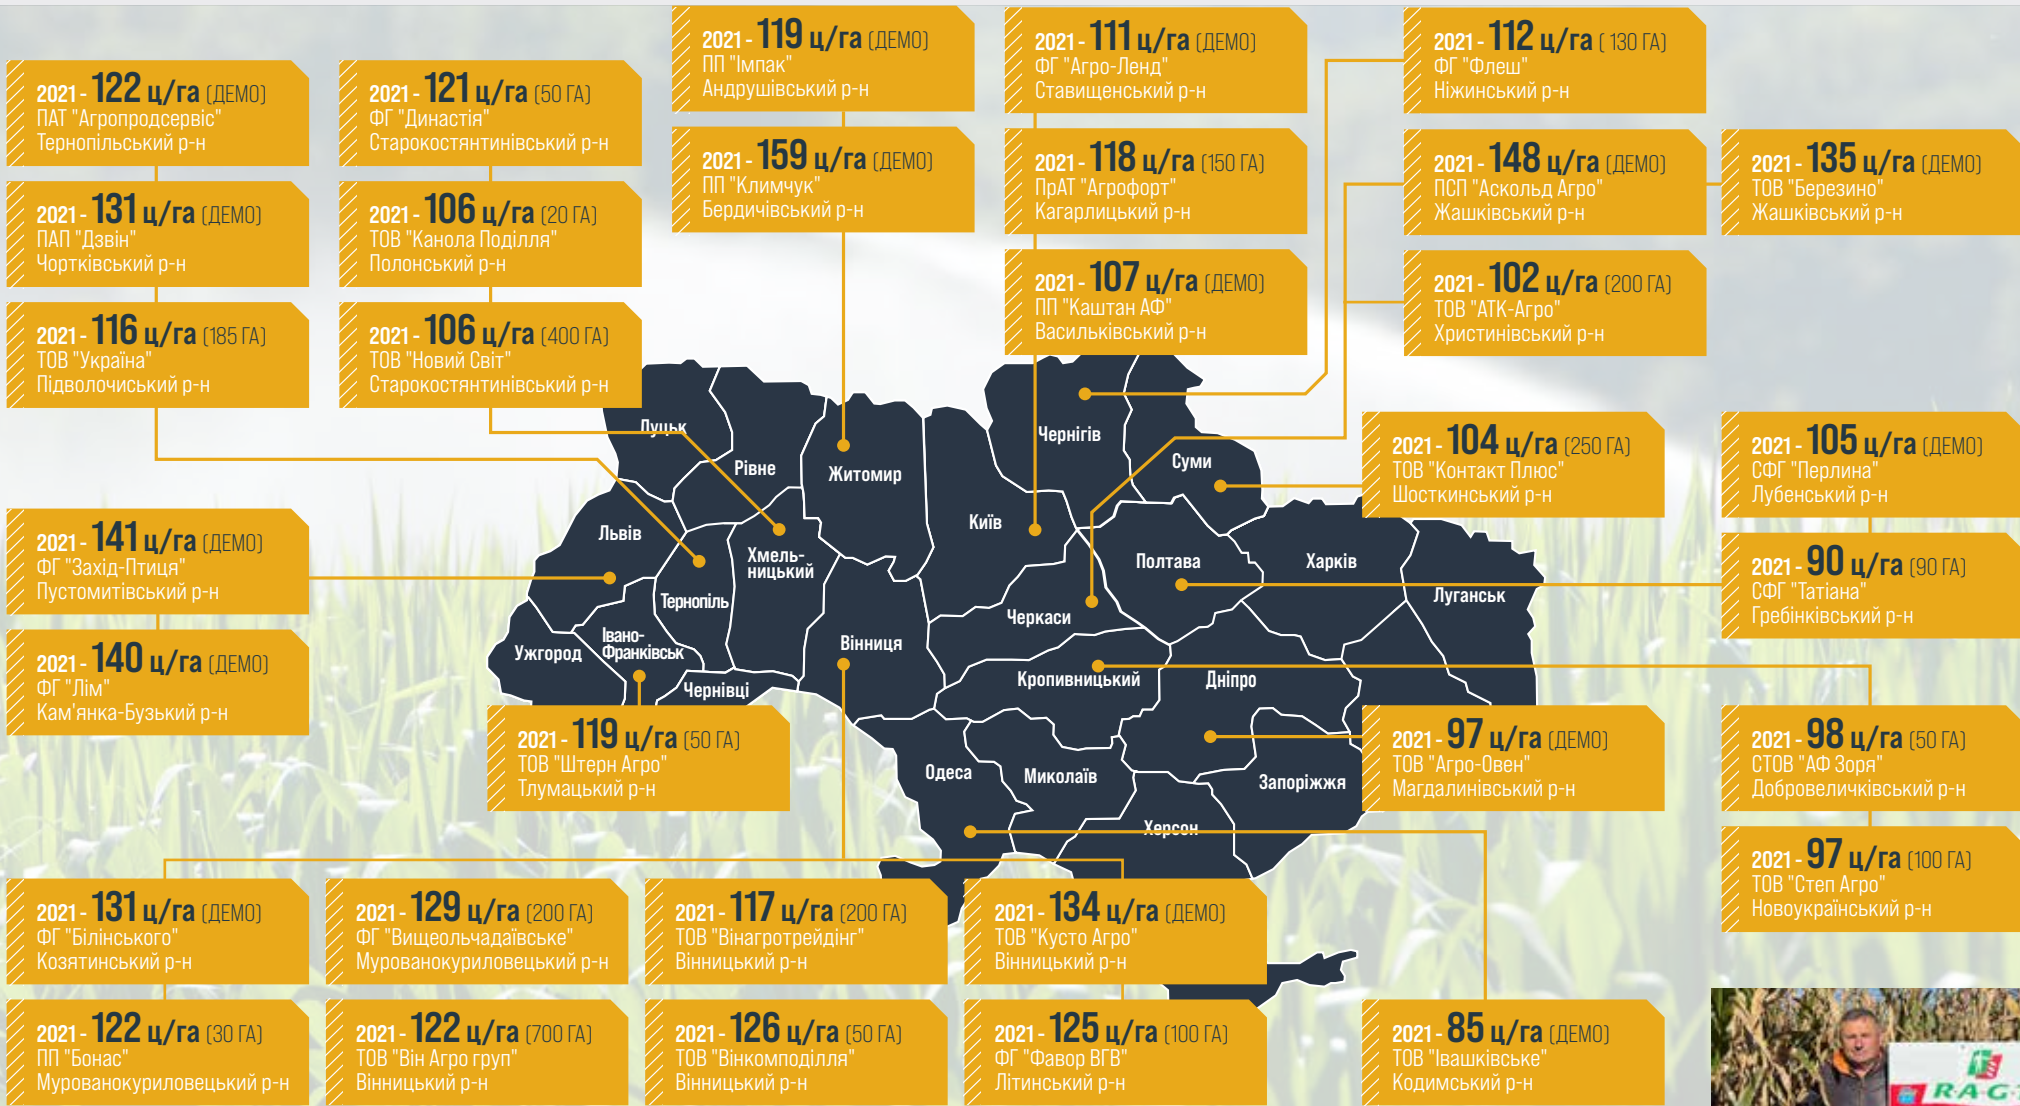 2021 - 122 ц/га (ДЕМО)
ПАТ "Агропродсервіс"
Тернопільський р-н
2021 - 131 ц/га (ДЕМО)
ПАП "Дзвін"
Чортківський р-н
2021 - 116 ц/га (185 ГА)
ТОВ "Україна"
Підволочиський р-н
2021 - 121 ц/га (50 ГА)
ФГ "Династія"
Старокостянтинівський р-н
2021 - 106 ц/га (20 ГА)
ТОВ "Канола Поділля"
Полонський р-н
2021 - 106 ц/га (400 ГА)
ТОВ "Новий Світ"
Старокостянтинівський р-н
2021 - 119 ц/га (ДЕМО)
ПП "Імпак"
Андрушівський р-н
2021 - 159 ц/га (ДЕМО)
ПП "Климчук"
Бердичівський р-н
2021 - 111 ц/га (ДЕМО)
ФГ "Агро-Ленд"
Ставищенський р-н
2021 - 118 ц/га (150 ГА)
ПрАТ "Агрофорт"
Кагарлицький р-н
2021 - 107 ц/га (ДЕМО)
ПП "Каштан АФ"
Васильківський р-н
2021 - 112 ц/га ( 130 ГА)
ФГ "Флеш"
Ніжинський р-н
2021 - 148 ц/га (ДЕМО)
ПСП "Аскольд Агро"
Жашківський р-н
2021 - 135 ц/га (ДЕМО)
ТОВ "Березино"
Жашківський р-н
2021 - 102 ц/га (200 ГА)
ТОВ "АТК-Агро"
Христинівський р-н
2021 - 104 ц/га (250 ГА)
ТОВ "Контакт Плюс"
Шосткинський р-н
2021 - 105 ц/га (ДЕМО)
СФГ "Перлина"
Лубенський р-н
2021 - 90 ц/га (90 ГА)
СФГ "Татіана"
Гребінківський р-н
2021 - 141 ц/га (ДЕМО)
ФГ "Захід-Птиця"
Пустомитівський р-н
2021 - 140 ц/га (ДЕМО)
ФГ "Лім"
Кам'янка-Бузький р-н
Луцьк
Рівне
Житомир
Чернігів
Суми
Київ
Львів
Хмель-
ницький
Полтава
Харків
Луганськ
Тернопіль
Черкаси
Івано-
Франківськ
Ужгород
Вінниця
Чернівці
Кропивницький
Дніпро
Одеса
Миколаїв
Запоріжжя
Херсон
2021 - 119 ц/га (50 ГА)
ТОВ "Штерн Агро"
Тлумацький р-н
2021 - 97 ц/га (ДЕМО)
ТОВ "Агро-Овен"
Магдалинівський р-н
2021 - 98 ц/га (50 ГА)
СТОВ "АФ Зоря"
Добровеличківський р-н
2021 - 97 ц/га (100 ГА)
ТОВ "Степ Агро"
Новоукраїнський р-н
2021 - 131 ц/га (ДЕМО)
ФГ "Білінського"
Козятинський р-н
2021 - 129 ц/га (200 ГА)
ФГ "Вищеольчадаївське"
Мурованокуриловецький р-н
2021 - 117 ц/га (200 ГА)
ТОВ "Вінагротрейдінг"
Вінницький р-н
2021 - 134 ц/га (ДЕМО)
ТОВ "Кусто Агро"
Вінницький р-н
2021 - 122 ц/га (30 ГА)
ПП "Бонас"
Мурованокуриловецький р-н
2021 - 122 ц/га (700 ГА)
ТОВ "Він Агро груп"
Вінницький р-н
2021 - 126 ц/га (50 ГА)
ТОВ "Вінкомподілля"
Вінницький р-н
2021 - 125 ц/га (100 ГА)
ФГ "Фавор ВГВ"
Літинський р-н
2021 - 85 ц/га (ДЕМО)
ТОВ "Івашківське"
Кодимський р-н
R·A·G